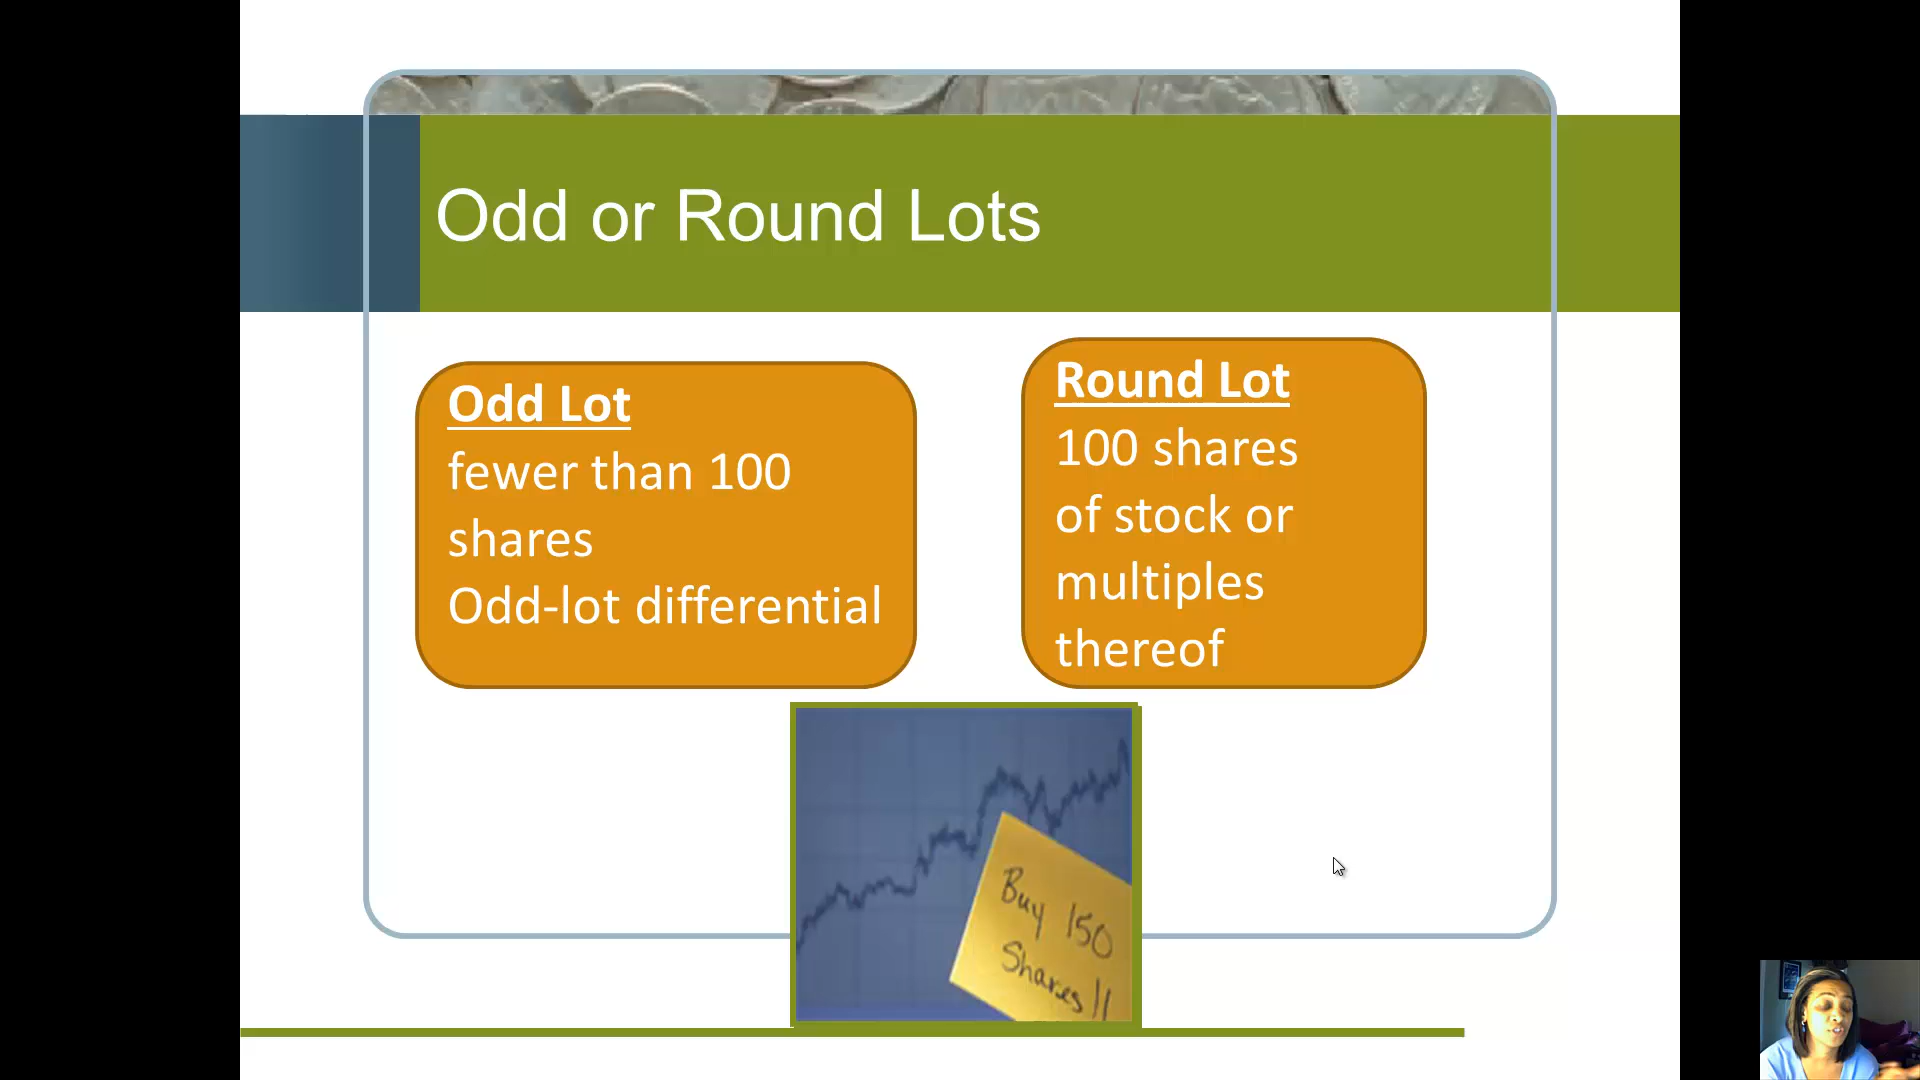 Odd or Round Lots
Odd Lot
fewer than 100
shares
Odd-lot differential
Round Lot
100 shares
of stock or
multiples
thereof
Buy 150
Shares!!